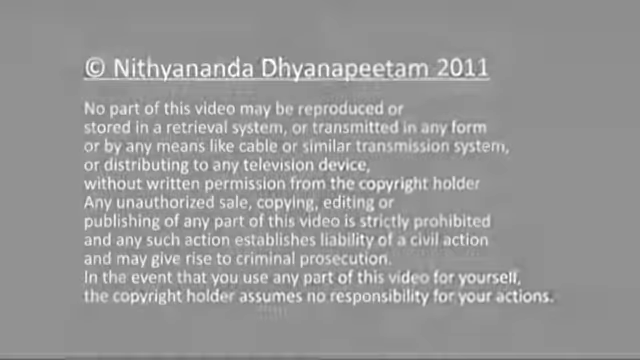 © Nithyananda Dhyanapeetam 2011
No part of this video may be reproduced or
stored in a retrieval system, or transmitted in any form
or by any means like cable or similar transmission system,
or distributing to any television device,
without written permission from the copyright holder
Any unauthorized sale, copying, editing or
publishing of any part of this video is strictly prohibited
and any such action establishes liability of a civil action
and may give rise to criminal prosecution.
In the event that you use any part of this video for yourself,
the copyright holder assumes no responsibility for your actions.